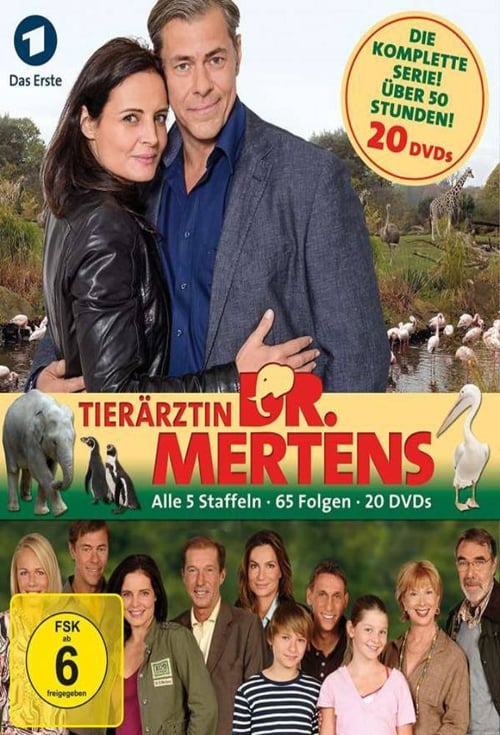 1
Das Erste
DIE
KOMPLETTE
SERIE!
ÜBER 50
STUNDEN!
20 DVDs
TIERÄRZTIN DR.
MERTENS
Alle 5 Staffeln · 65 Folgen · 20 DVDs
FSK
ab
6
freigegeben